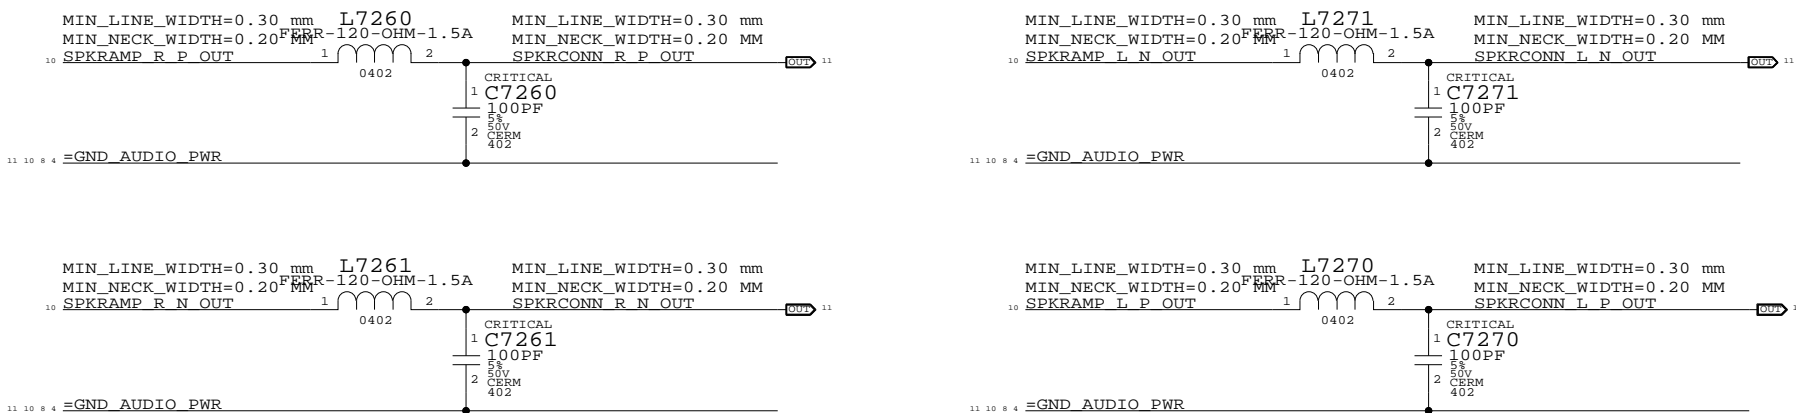 MIN_LINE_WIDTH=0.30 mm
L7260
MIN_LINE_WIDTH=0.30 mm
FERR-120-OHM-1.5A
MIN_NECK_WIDTH=0.20 MM
MIN_NECK_WIDTH=0.20 MM
10
SPKRAMP_R_P_OUT
1
2
SPKRCONN_R_P_OUT
OUT
11
0402
CRITICAL
1
C7260
100PF
5%
50V
2
CERM
402
11 10 8 4
=GND_AUDIO_PWR
MIN_LINE_WIDTH=0.30 mm
L7271
MIN_LINE_WIDTH=0.30 mm
FERR-120-OHM-1.5A
MIN_NECK_WIDTH=0.20 MM
MIN_NECK_WIDTH=0.20 MM
10
SPKRAMP_L_N_OUT
1
2
SPKRCONN_L_N_OUT
OUT
11
0402
CRITICAL
1
C7271
100PF
5%
50V
2
CERM
402
11 10 8 4
=GND_AUDIO_PWR
MIN_LINE_WIDTH=0.30 mm
L7261
MIN_LINE_WIDTH=0.30 mm
FERR-120-OHM-1.5A
MIN_NECK_WIDTH=0.20 MM
MIN_NECK_WIDTH=0.20 MM
10
SPKRAMP_R_N_OUT
1
2
SPKRCONN_R_N_OUT
OUT
11
0402
CRITICAL
1
C7261
100PF
5%
50V
2
CERM
402
11 10 8 4
=GND_AUDIO_PWR
MIN_LINE_WIDTH=0.30 mm
L7270
MIN_LINE_WIDTH=0.30 mm
FERR-120-OHM-1.5A
MIN_NECK_WIDTH=0.20 MM
MIN_NECK_WIDTH=0.20 MM
10
SPKRAMP_L_P_OUT
1
2
SPKRCONN_L_P_OUT
OUT
0402
CRITICAL
1
C7270
100PF
5%
50V
2
CERM
402
11 10 8 4
=GND_AUDIO_PWR